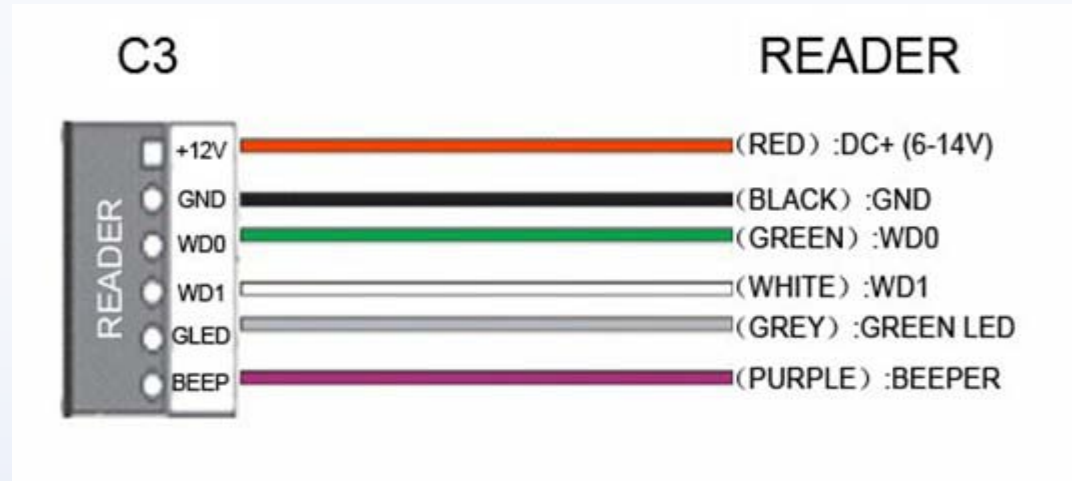 C3
READER
READER
+12V
(RED) :DC+ (6-14V)
GND
(BLACK) :GND
WD0
(GREEN) :WD0
WD1
(WHITE) :WD1
GLED
(GREY) :GREEN LED
BEEP
(PURPLE) :BEEPER